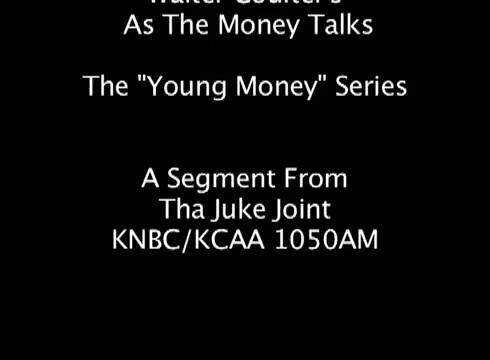 As The Money Talks
The "Young Money" Series
A Segment From
Tha Juke Joint
KNBC/KCAA 1050AM